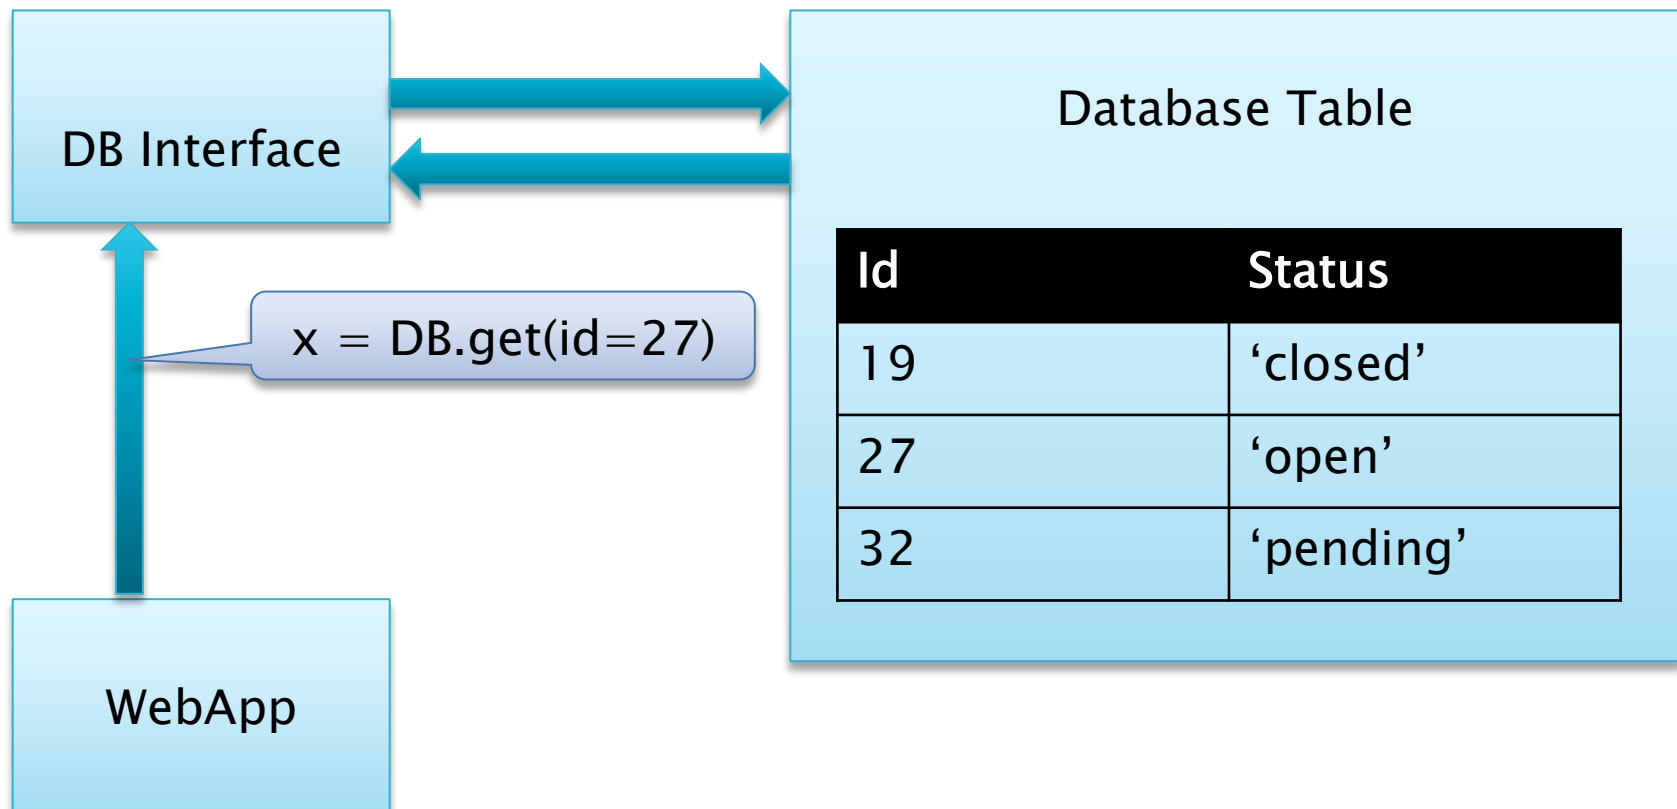 DB Interface
Database Table
x = DB.get(id=27)
Id Status
19 ‘closed’
27 ‘open’
32 ‘pending’
WebApp